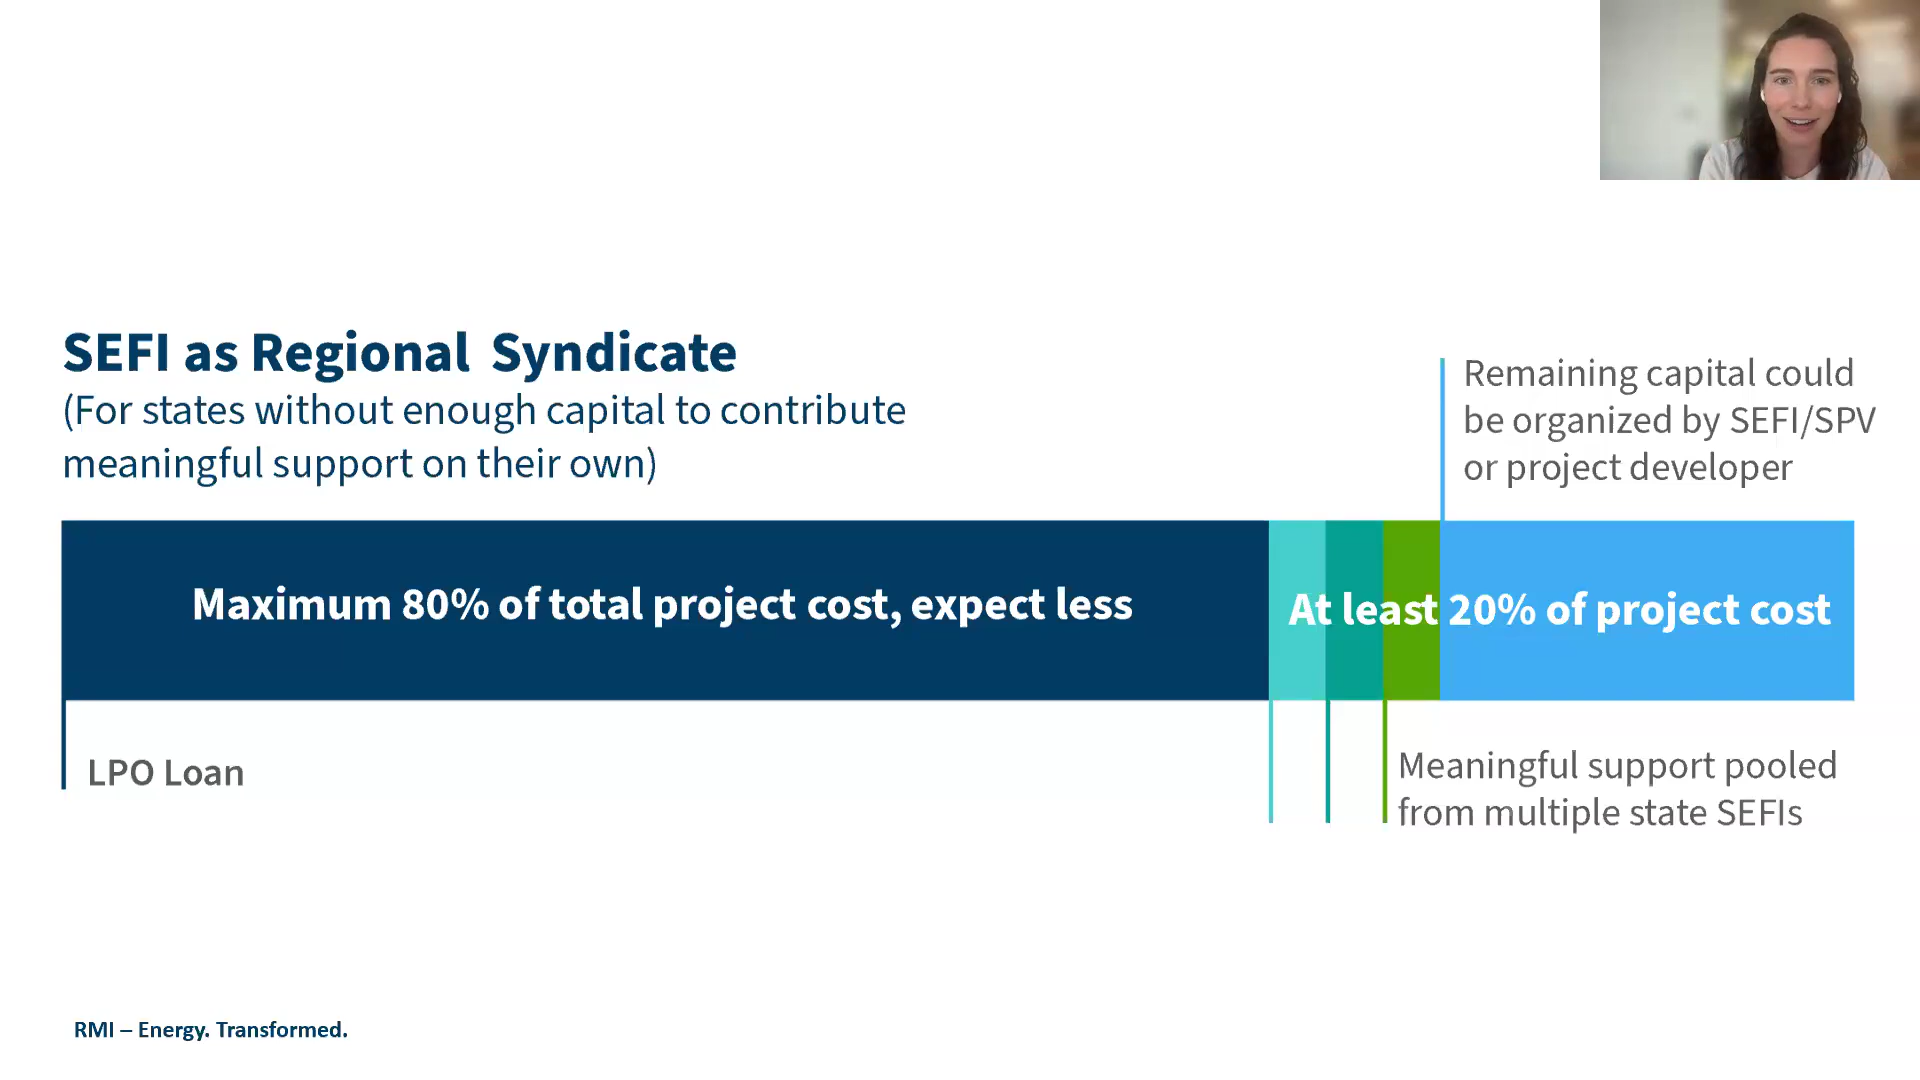 SEFI as Regional Syndicate
(For states without enough capital to contribute
meaningful support on their own)
Remaining capital could
be organized by SEFI/SPV
or project developer
Maximum 80% of total project cost, expect less
At least 20% of project cost
LPO Loan
Meaningful support pooled
from multiple state SEFIs
RMI – Energy. Transformed.